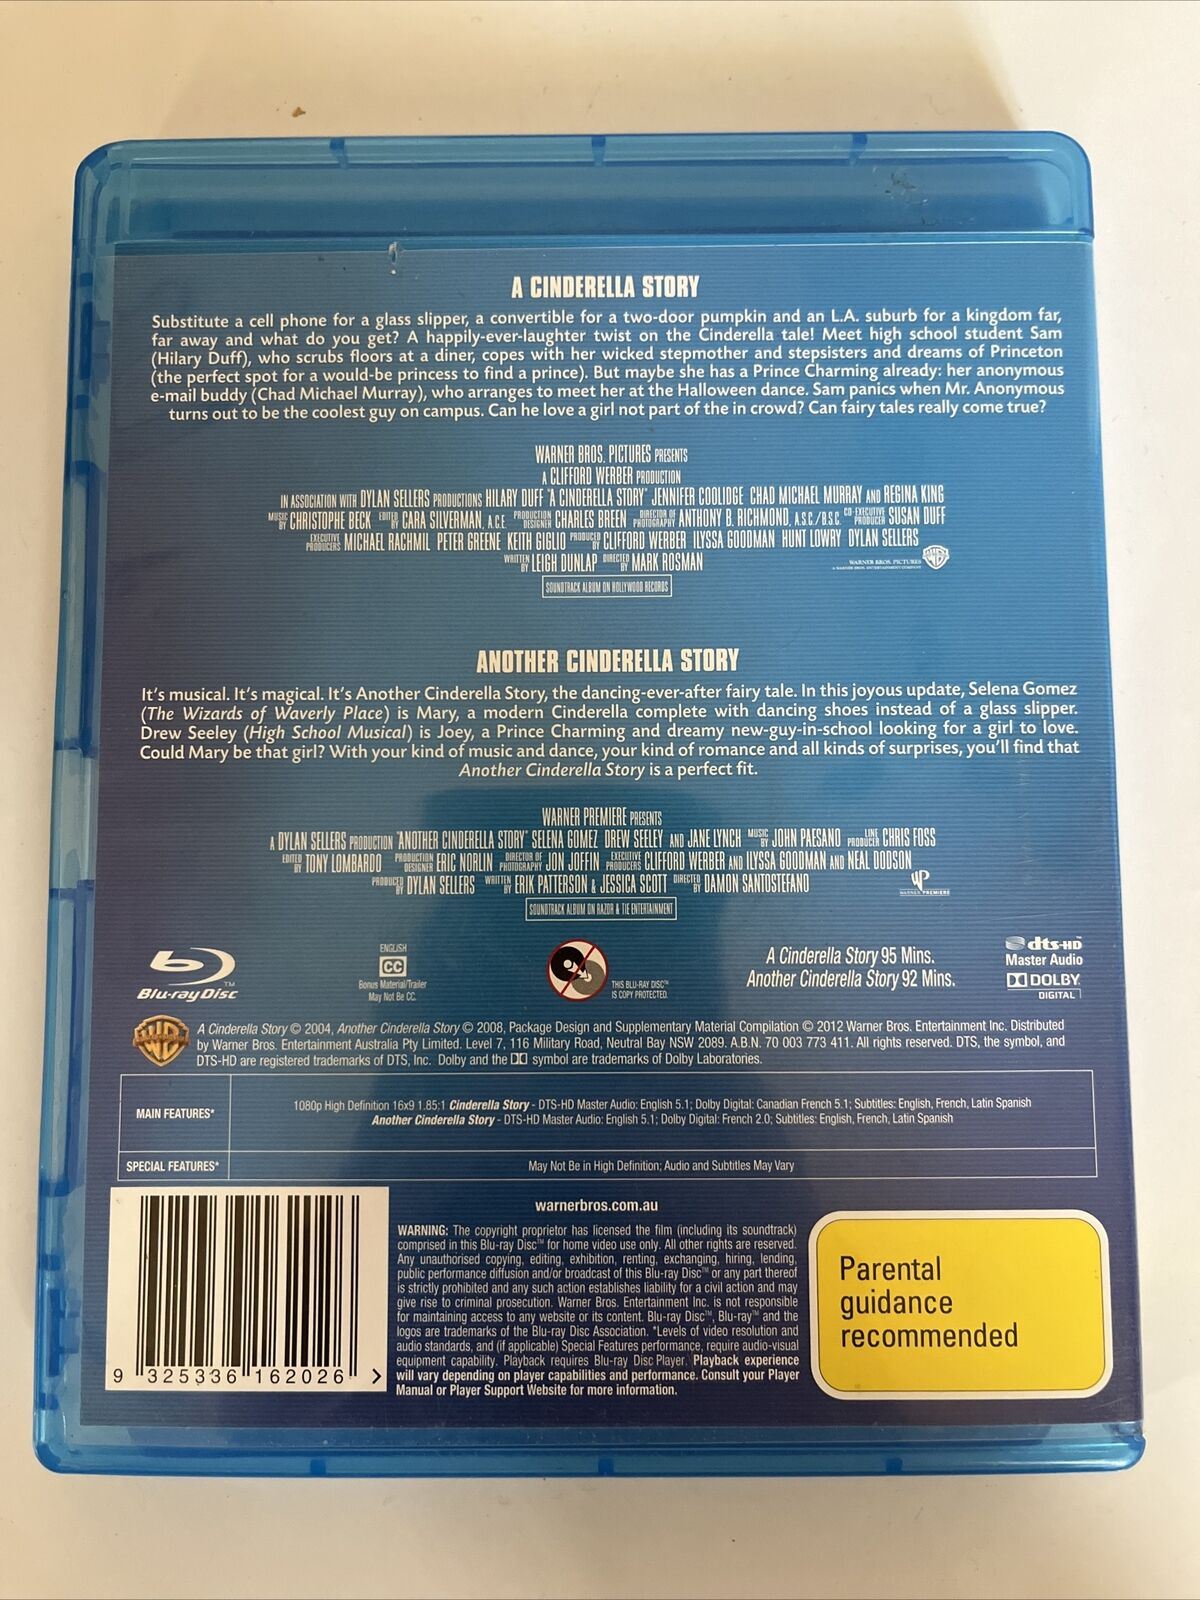 A CINDERELLA STORY
Substitute a cell phone for a glass slipper, a convertible for a two-door pumpkin and an L.A. suburb for a kingdom far,
far away and what do you get? A happily-ever-laughter twist on the Cinderella tale! Meet high school student Sam
(Hilary Duff), who scrubs floors at a diner, copes with her wicked stepmother and stepsisters and dreams of Princeton
(the perfect spot for a would-be princess to find a prince). But maybe she has a Prince Charming already: her anonymous
e-mail buddy (Chad Michael Murray), who arranges to meet her at the Halloween dance. Sam panics when Mr. Anonymous
turns out to be the coolest guy on campus. Can he love a girl not part of the in crowd? Can fairy tales really come true?
WARNER BROS. PICTURES PRESENTS
A CLIFFORD WERBER PRODUCTION
IN ASSOCIATION WITH DYLAN SELLERS PRODUCTIONS HILARY DUFF "A CINDERELLA STORY" JENNIFER COOLIDGE CHAD MICHAEL MURRAY AND REGINA KING
MUSIC BY CHRISTOPHE BECK EDITED BY CARA SILVERMAN, A.C.E. PRODUCTION DESIGNER CHARLES BREEN DIRECTOR OF PHOTOGRAPHY ANTHONY B. RICHMOND, A.S.C./B.S.C. CO-EXECUTIVE PRODUCER SUSAN DUFF
EXECUTIVE PRODUCERS MICHAEL RACHMIL PETER GREENE KEITH GIGLIO PRODUCED BY CLIFFORD WERBER ILYSSA GOODMAN HUNT LOWRY DYLAN SELLERS
WRITTEN BY LEIGH DUNLAP DIRECTED BY MARK ROSMAN
WARNER BROS. PICTURES
A WARNER BROS. ENTERTAINMENT COMPANY
SOUNDTRACK ALBUM ON HOLLYWOOD RECORDS
ANOTHER CINDERELLA STORY
It's musical. It's magical. It's Another Cinderella Story, the dancing-ever-after fairy tale. In this joyous update, Selena Gomez
(The Wizards of Waverly Place) is Mary, a modern Cinderella complete with dancing shoes instead of a glass slipper.
Drew Seeley (High School Musical) is Joey, a Prince Charming and dreamy new-guy-in-school looking for a girl to love.
Could Mary be that girl? With your kind of music and dance, your kind of romance and all kinds of surprises, you'll find that
Another Cinderella Story is a perfect fit.
WARNER PREMIERE PRESENTS
A DYLAN SELLERS PRODUCTION "ANOTHER CINDERELLA STORY" SELENA GOMEZ DREW SEELEY AND JANE LYNCH MUSIC BY JOHN PAESANO LINE PRODUCER CHRIS FOSS
EDITED BY TONY LOMBARDO PRODUCTION DESIGNER ERIC NORLIN DIRECTOR OF PHOTOGRAPHY JON JOFFIN EXECUTIVE PRODUCERS CLIFFORD WERBER AND ILYSSA GOODMAN AND NEAL DODSON
PRODUCED BY DYLAN SELLERS WRITTEN BY ERIK PATTERSON & JESSICA SCOTT DIRECTED BY DAMON SANTOSTEFANO
WP
WARNER PREMIERE
SOUNDTRACK ALBUM ON RAZOR & TIE ENTERTAINMENT
Blu-ray Disc™
ENGLISH
CC
Bonus Material/Trailer
May Not Be CC.
THIS BLU-RAY DISC™
IS COPY PROTECTED.
A Cinderella Story 95 Mins.
Another Cinderella Story 92 Mins.
dts-HD™
Master Audio
DOLBY
DIGITAL
WB
A Cinderella Story © 2004, Another Cinderella Story © 2008, Package Design and Supplementary Material Compilation © 2012 Warner Bros. Entertainment Inc. Distributed
by Warner Bros. Entertainment Australia Pty Limited. Level 7, 116 Military Road, Neutral Bay NSW 2089. A.B.N. 70 003 773 411. All rights reserved. DTS, the symbol, and
DTS-HD are registered trademarks of DTS, Inc. Dolby and the symbol are trademarks of Dolby Laboratories.
MAIN FEATURES*
1080p High Definition 16x9 1.85:1 Cinderella Story - DTS-HD Master Audio: English 5.1; Dolby Digital: Canadian French 5.1; Subtitles: English, French, Latin Spanish
Another Cinderella Story - DTS-HD Master Audio: English 5.1; Dolby Digital: French 2.0; Subtitles: English, French, Latin Spanish
SPECIAL FEATURES*
May Not Be in High Definition; Audio and Subtitles May Vary
warnerbros.com.au
WARNING: The copyright proprietor has licensed the film (including its soundtrack)
comprised in this Blu-ray Disc™ for home video use only. All other rights are reserved.
Any unauthorised copying, editing, exhibition, renting, exchanging, hiring, lending,
public performance diffusion and/or broadcast of this Blu-ray Disc™ or any part thereof
is strictly prohibited and any such action establishes liability for a civil action and may
give rise to criminal prosecution. Warner Bros. Entertainment Inc. is not responsible
for maintaining access to any website or its content. Blu-ray Disc™, Blu-ray™ and the
logos are trademarks of the Blu-ray Disc Association. *Levels of video resolution and
audio standards, and (if applicable) Special Features performance, require audio-visual
equipment capability. Playback requires Blu-ray Disc Player. Playback experience
will vary depending on player capabilities and performance. Consult your Player
Manual or Player Support Website for more information.
9 325336 162026 >
Parental
guidance
recommended